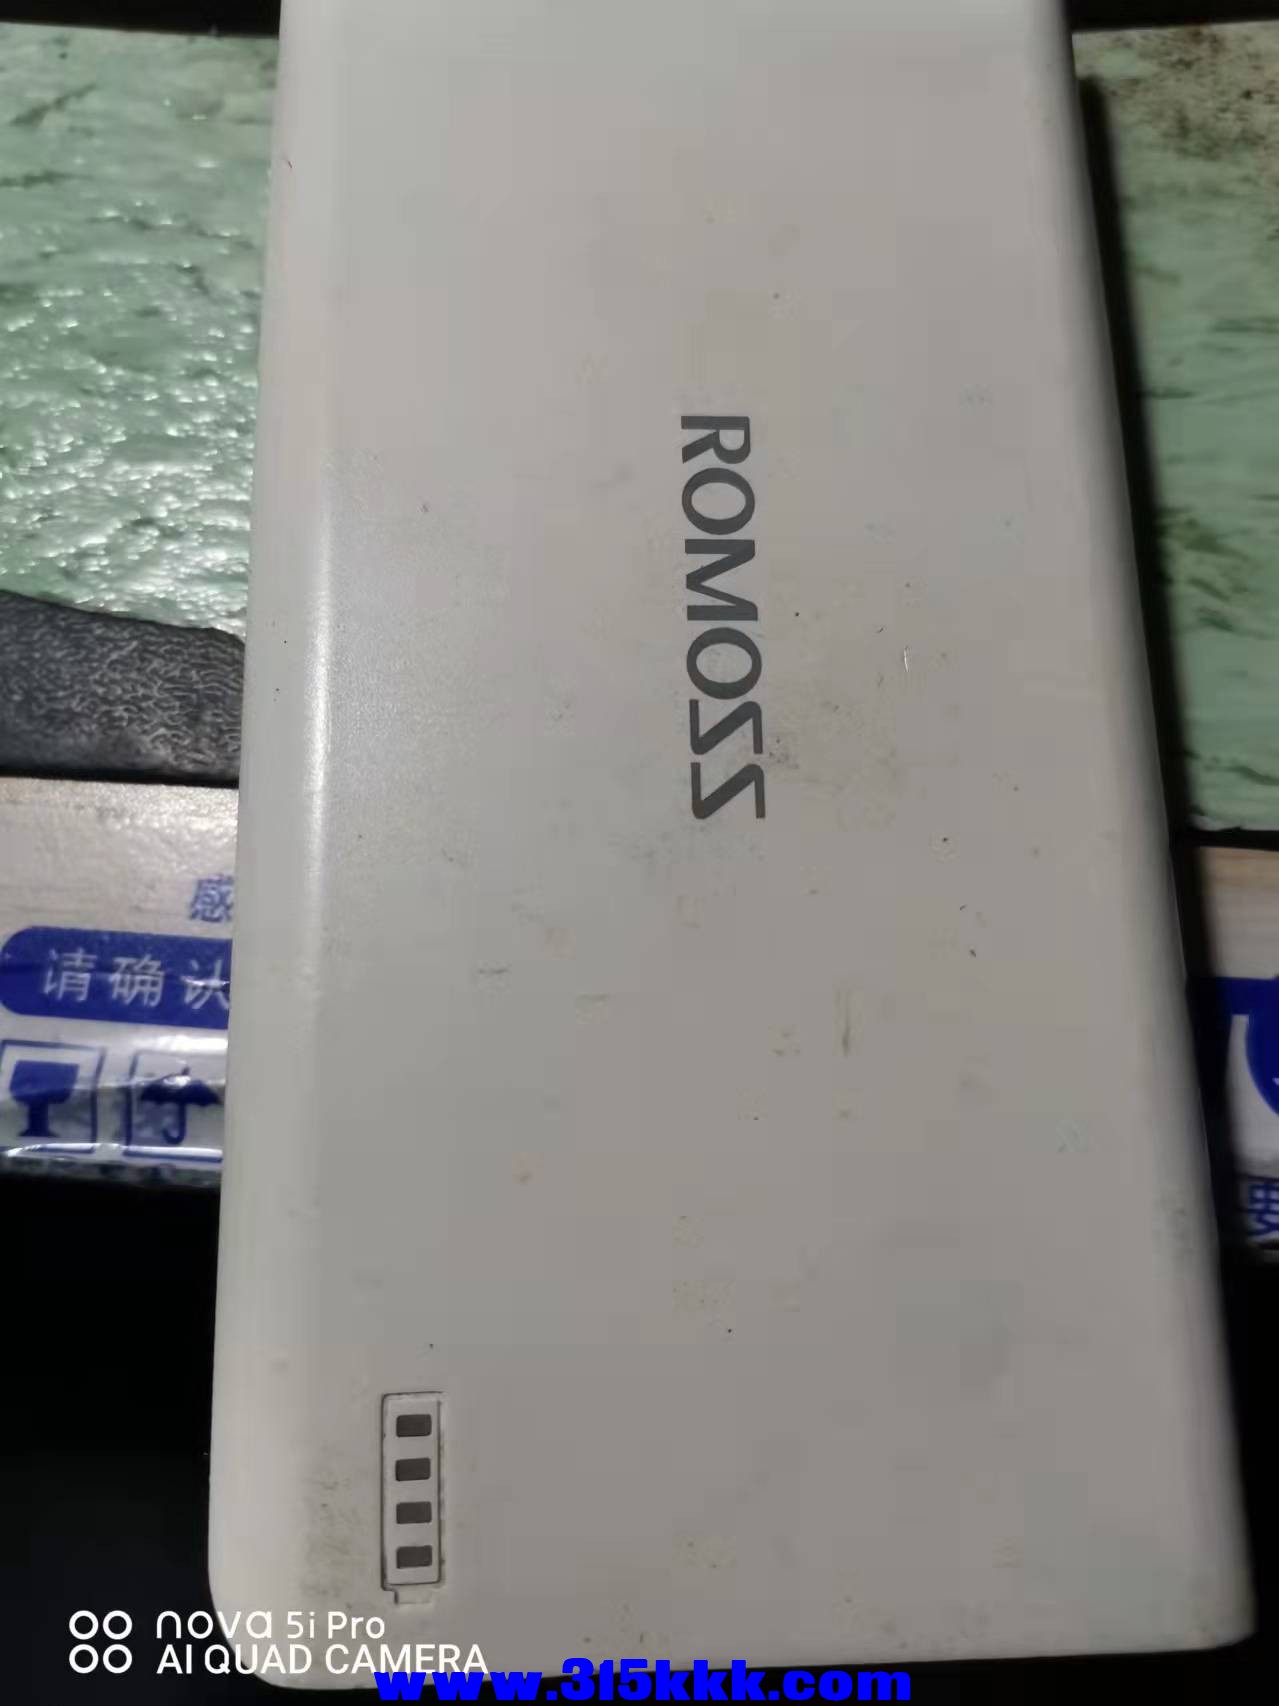 ROMOSS
感
请确认
nova 5i Pro
AI QUAD CAMERA
www.315kkk.com